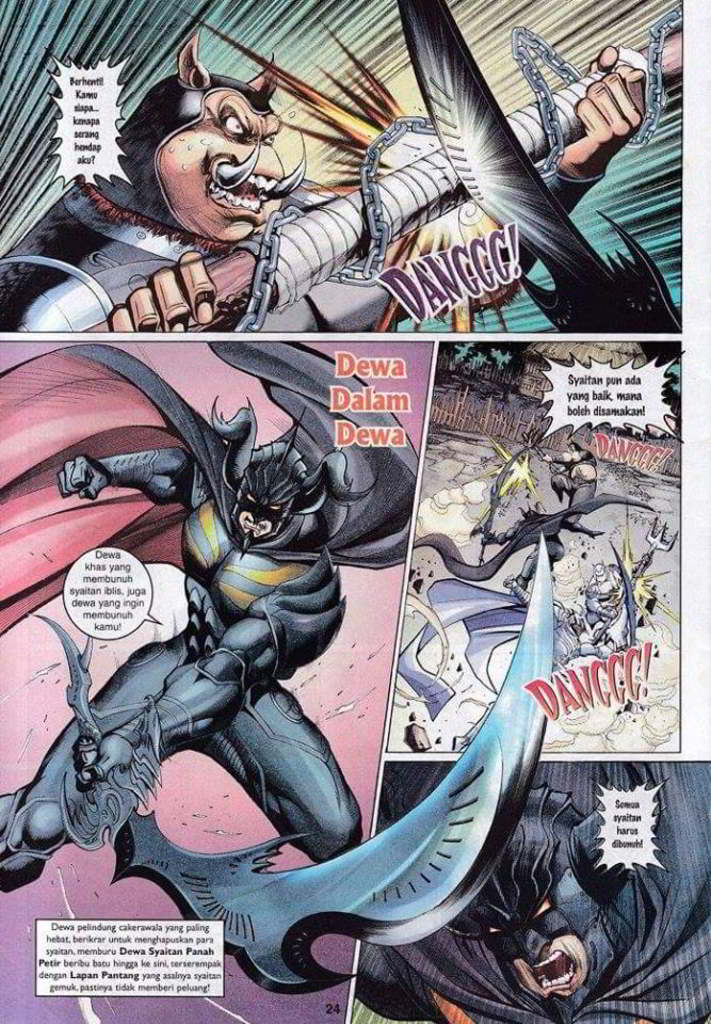 Berhenti!
Kamu
siapa...
kenapa
serang
hendap
aku?
DANGGG!
Dewa
Dalam
Dewa
Syaitan pun ada
yang baik, mana
boleh disamakan!
DANGGG!
Dewa
khas yang
membunuh
syaitan iblis, juga
dewa yang ingin
membunuh
kamu!
DANGGG!
Semua
syaitan
harus
dibunuh!
Dewa pelindung cakerawala yang paling
hebat, berikrar untuk menghapuskan para
syaitan, memburu Dewa Syaitan Panah
Petir beribu batu hingga ke sini, terserempak
dengan Lapan Pantang yang asalnya syaitan
gemuk, pastinya tidak memberi peluang!
24